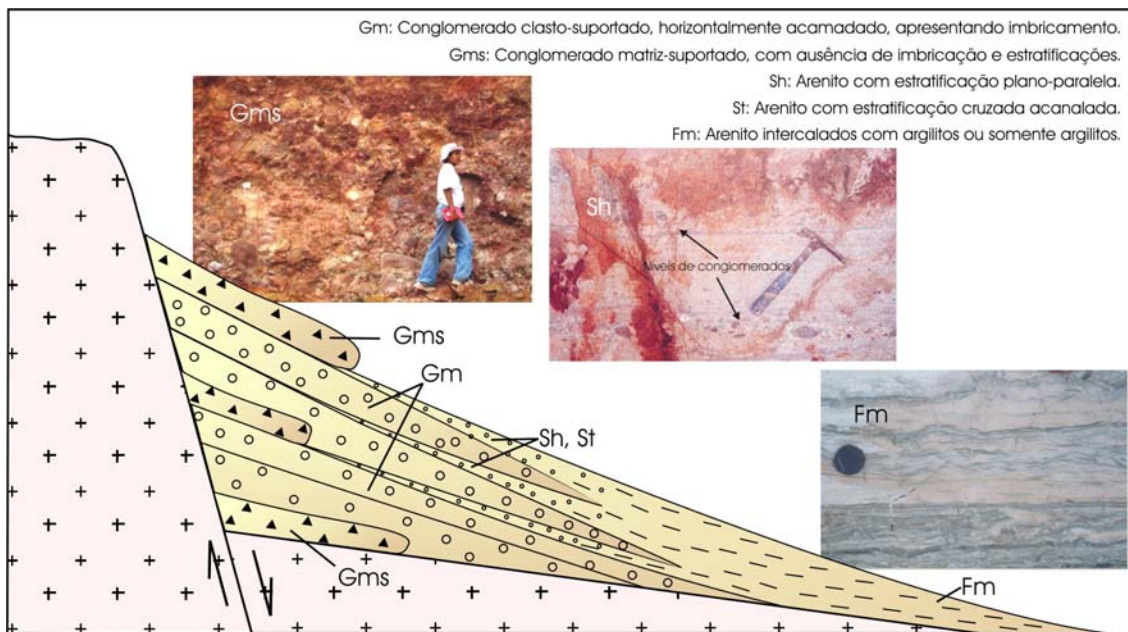 Gm: Conglomerado clasto-suportado, horizontalmente acamadado, apresentando imbricamento.
Gms: Conglomerado matriz-suportado, com ausência de imbricação e estratificações.
Sh: Arenito com estratificação plano-paralela.
St: Arenito com estratificação cruzada acanalada.
Fm: Arenito intercalados com argilitos ou somente argilitos.
Gms
Sh
Níveis de conglomerados
Fm
Gms
Gm
Sh, St
Gms
Fm